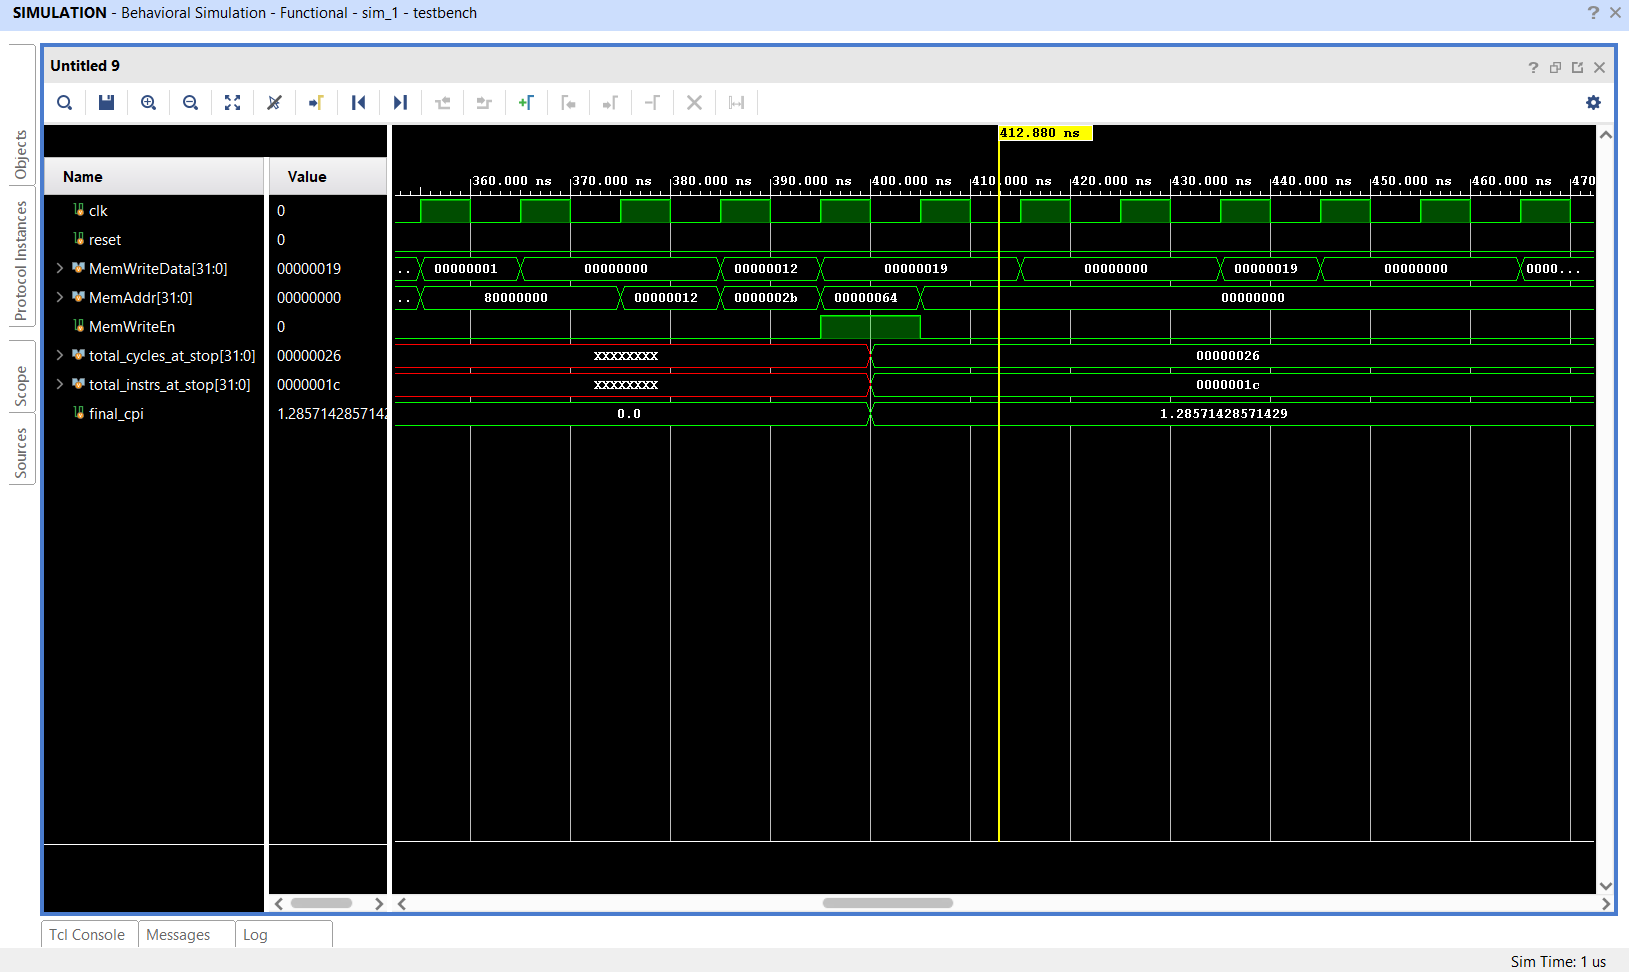 SIMULATION - Behavioral Simulation - Functional - sim_1 - testbench
Untitled 9
412.880 ns
Name Value
360.000 ns 370.000 ns 380.000 ns 390.000 ns 400.000 ns 410.000 ns 420.000 ns 430.000 ns 440.000 ns 450.000 ns 460.000 ns 470
clk 0
reset 0
MemWriteData[31:0] 00000019 .. 00000001 00000000 00000012 00000019 00000000 00000019 00000000 0000...
MemAddr[31:0] 00000000 .. 80000000 00000012 0000002b 00000064 00000000
MemWriteEn 0
total_cycles_at_stop[31:0] 00000026 XXXXXXXX 00000026
total_instrs_at_stop[31:0] 0000001c XXXXXXXX 0000001c
final_cpi 1.2857142857142 0.0 1.28571428571429
Objects
Protocol Instances
Scope
Sources
Tcl Console Messages Log
Sim Time: 1 us